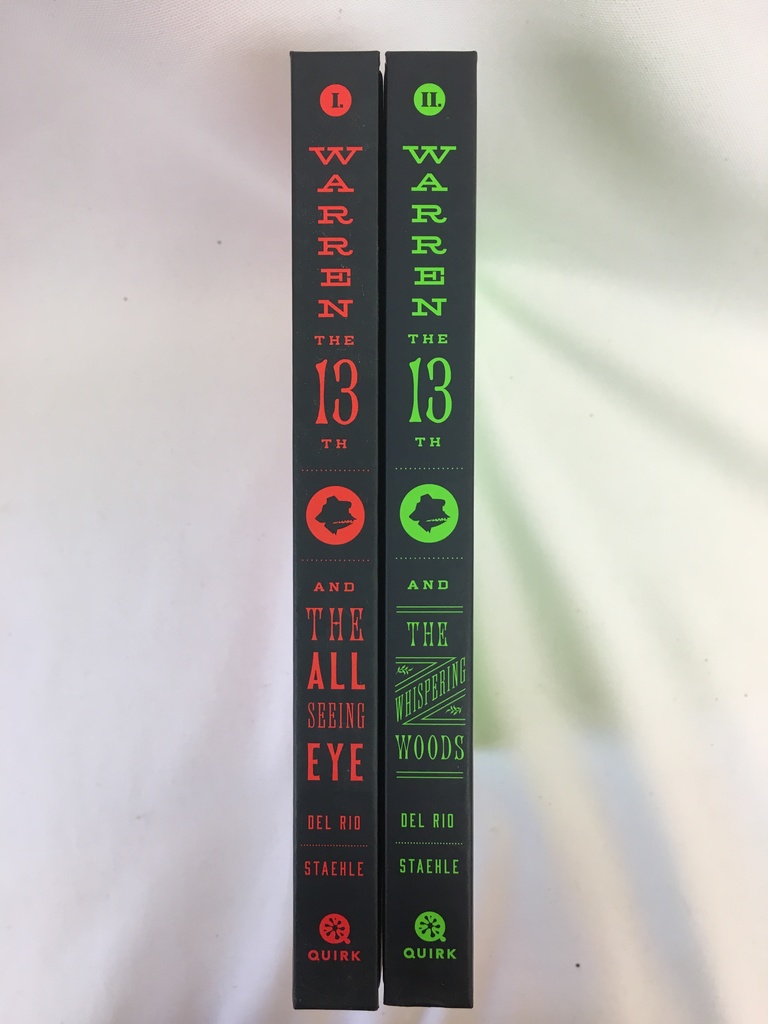 I.
WARREN
THE
13
TH
AND
THE
ALL
SEEING
EYE
DEL RIO
STAEHLE
QUIRK
II.
WARREN
THE
13
TH
AND
THE
WHISPERING
WOODS
DEL RIO
STAEHLE
QUIRK